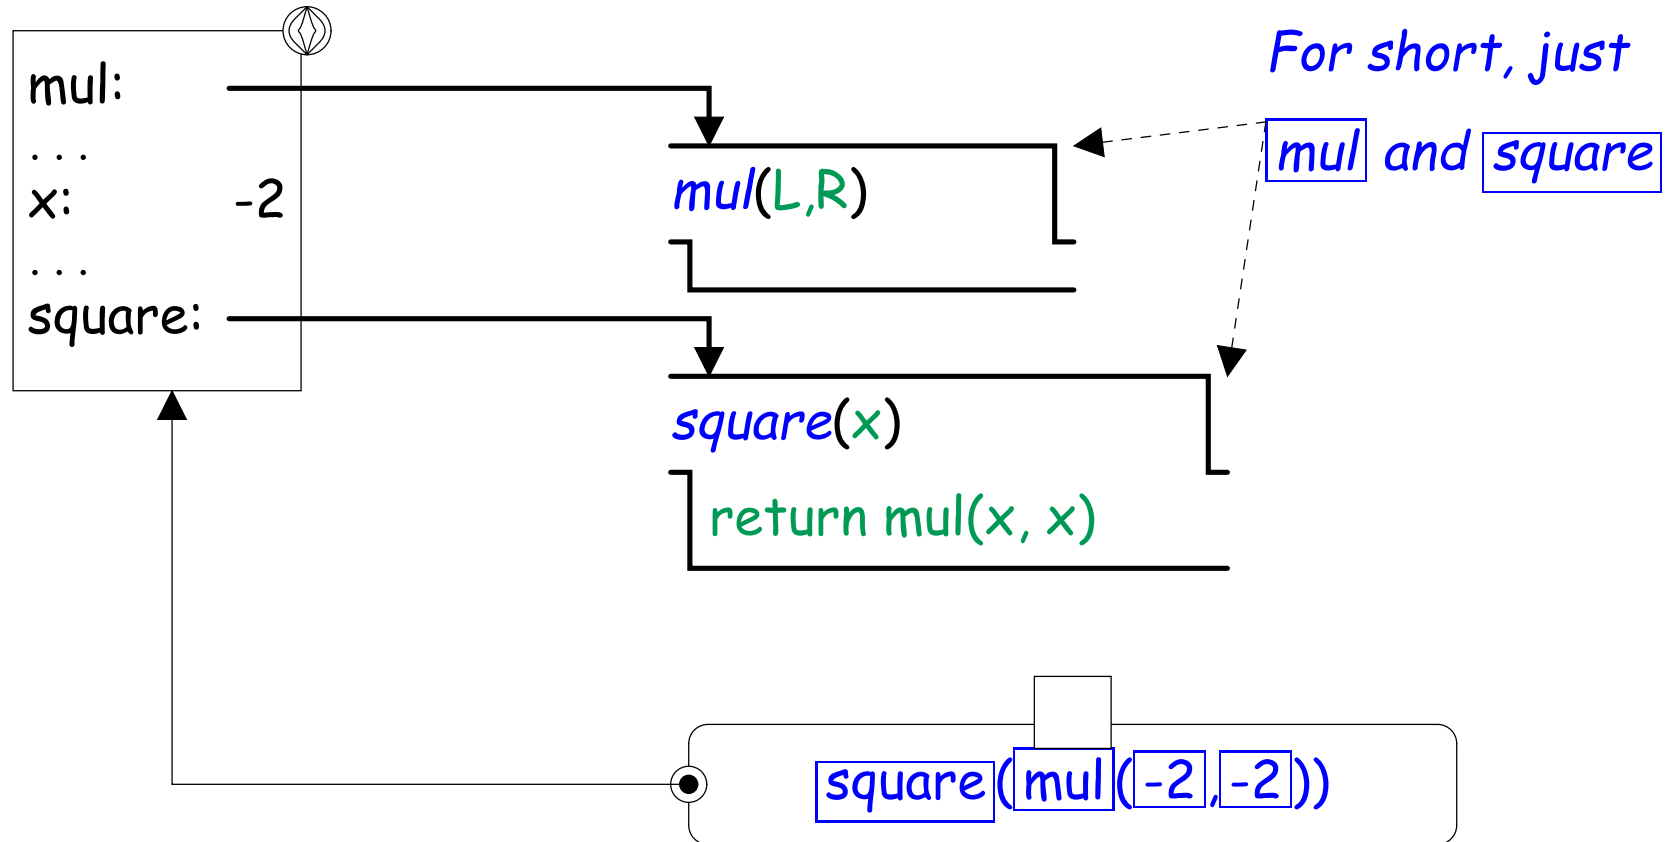 mul:
. . .
x: -2
. . .
square:
mul(L,R)
square(x)
return mul(x, x)
For short, just
mul and square
square(mul(-2,-2))